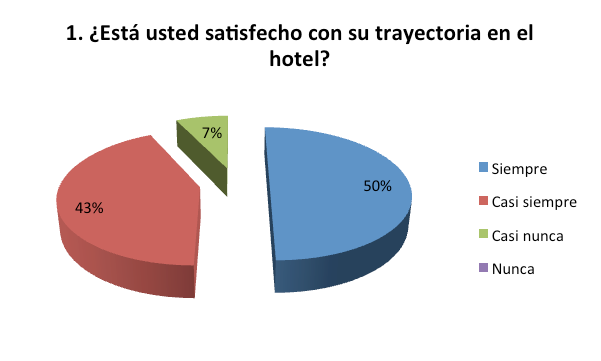 1. ¿Está usted satisfecho con su trayectoria en el
hotel?
7%
50%
43%
Siempre
Casi siempre
Casi nunca
Nunca